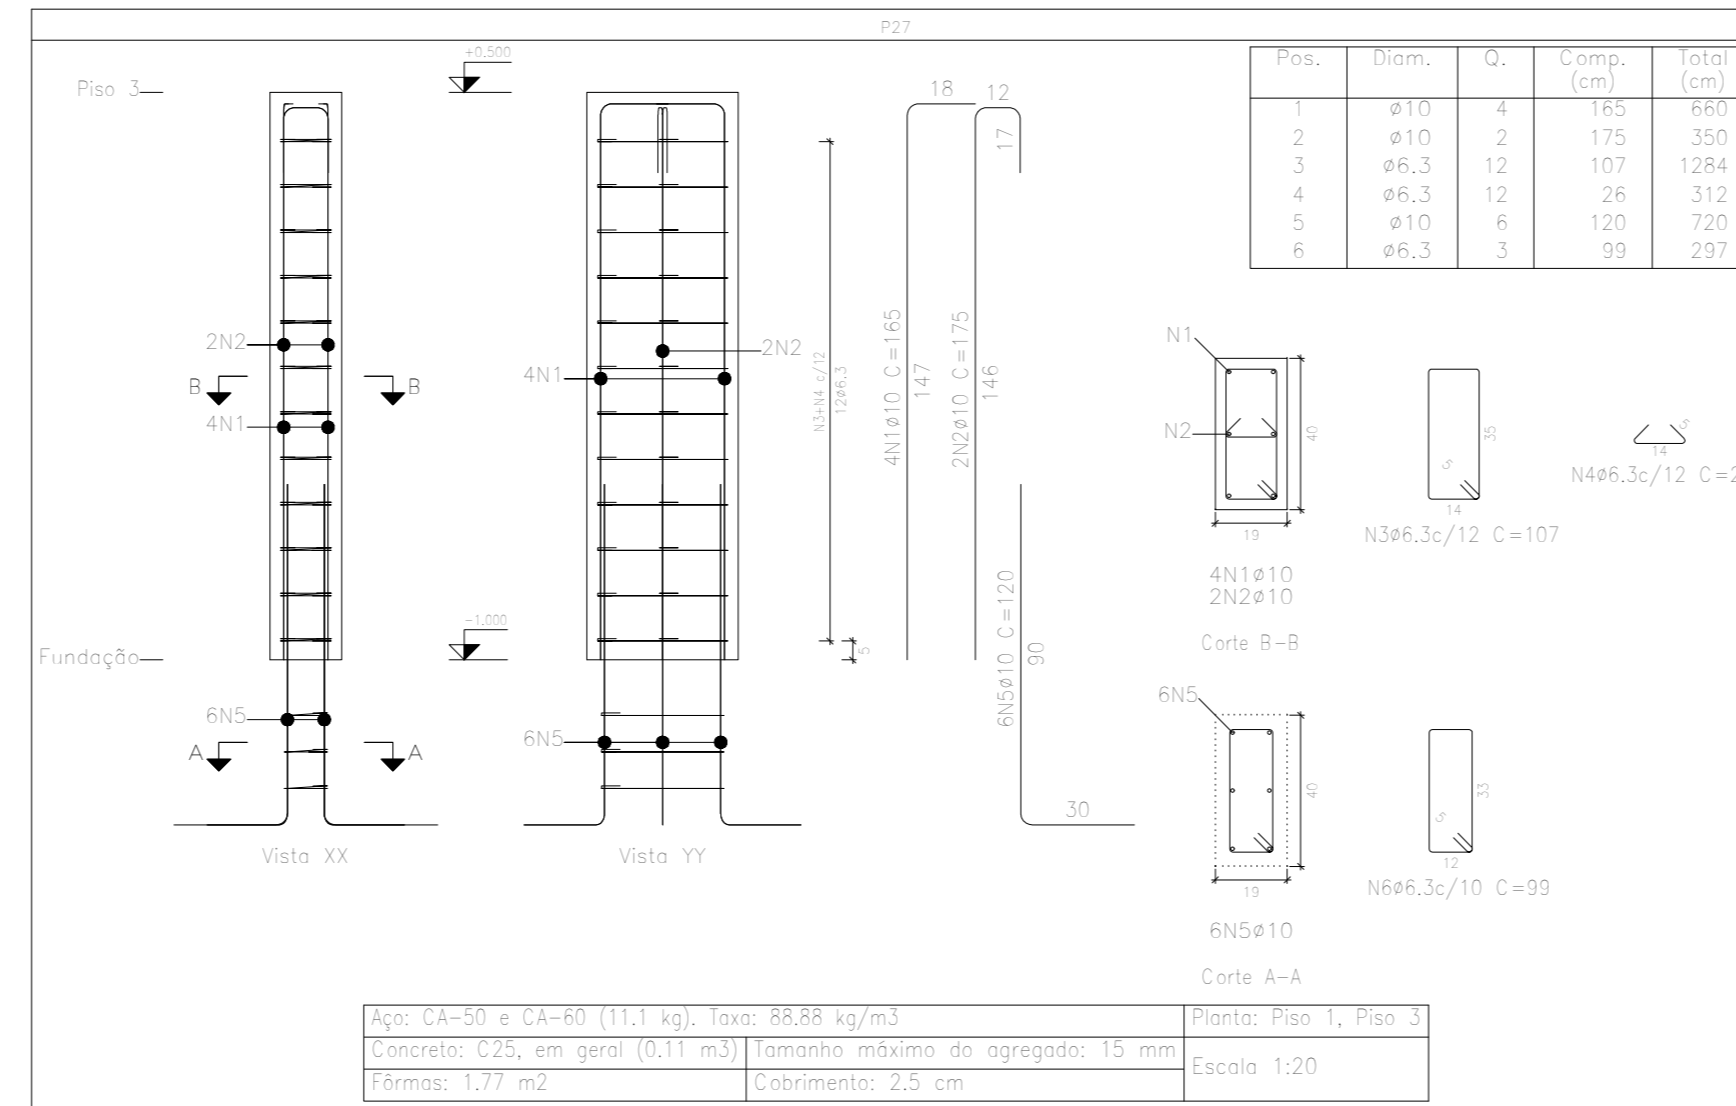 P27
Piso 3
+0.500
Pos. Diam. Q. Comp. (cm) Total (cm)
1 ø10 4 165 660
2 ø10 2 175 350
3 ø6.3 12 107 1284
4 ø6.3 12 26 312
5 ø10 6 120 720
6 ø6.3 3 99 297
18
12
17
2N2
B
B
4N1
4N1
2N2
N3+N4 c/12
12ø6.3
4N1ø10 C=165
147
2N2ø10 C=175
146
Fundação
-1.000
5
6N5
A
A
6N5
6N5ø10 C=120
90
30
Vista XX
Vista YY
N1
N2
40
19
4N1ø10
2N2ø10
Corte B-B
35
5
14
N3ø6.3c/12 C=107
5
14
N4ø6.3c/12 C=2
6N5
40
19
6N5ø10
Corte A-A
33
5
12
N6ø6.3c/10 C=99
Aço: CA-50 e CA-60 (11.1 kg). Taxa: 88.88 kg/m3
Planta: Piso 1, Piso 3
Concreto: C25, em geral (0.11 m3)
Tamanho máximo do agregado: 15 mm
Escala 1:20
Fôrmas: 1.77 m2
Cobrimento: 2.5 cm